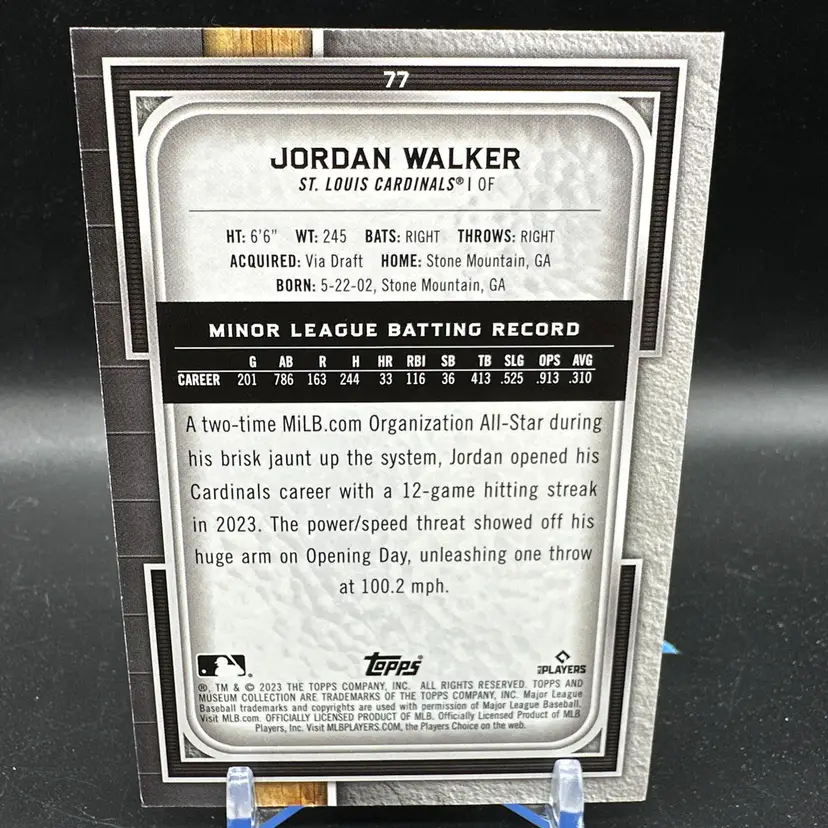 77
JORDAN WALKER
ST. LOUIS CARDINALS® | OF
HT: 6'6" WT: 245 BATS: RIGHT THROWS: RIGHT
ACQUIRED: Via Draft HOME: Stone Mountain, GA
BORN: 5-22-02, Stone Mountain, GA
MINOR LEAGUE BATTING RECORD
G AB R H HR RBI SB TB SLG OPS AVG
CAREER 201 786 163 244 33 116 36 413 .525 .913 .310
A two-time MiLB.com Organization All-Star during
his brisk jaunt up the system, Jordan opened his
Cardinals career with a 12-game hitting streak
in 2023. The power/speed threat showed off his
huge arm on Opening Day, unleashing one throw
at 100.2 mph.
Topps
PLAYERS
®, TM & © 2023 THE TOPPS COMPANY, INC. ALL RIGHTS RESERVED. TOPPS AND
MUSEUM COLLECTION ARE TRADEMARKS OF THE TOPPS COMPANY, INC. Major League
Baseball trademarks and copyrights are used with permission of Major League Baseball.
Visit MLB.com. OFFICIALLY LICENSED PRODUCT OF MLB. Officially Licensed Product of MLB
Players, Inc. Visit MLBPLAYERS.COM, the Players Choice on the web.